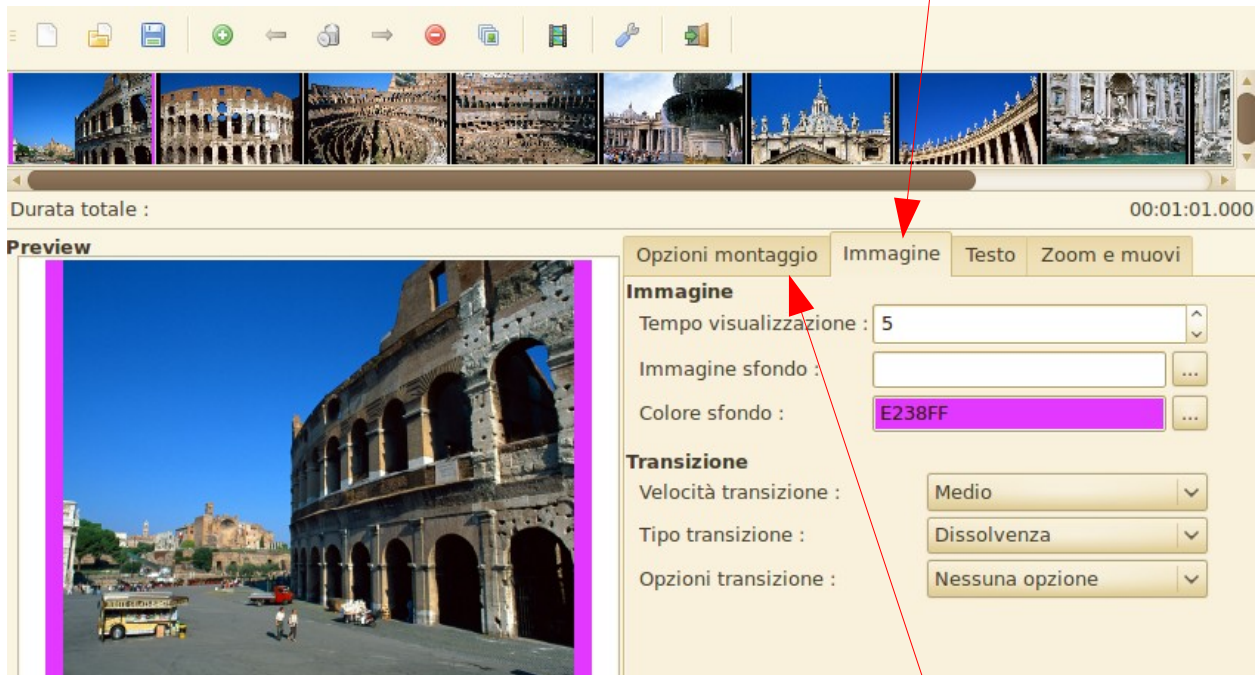 Durata totale : 00:01:01.000
Preview
Opzioni montaggio Immagine Testo Zoom e muovi
Immagine
Tempo visualizzazione : 5
Immagine sfondo : ...
Colore sfondo : E238FF ...
Transizione
Velocità transizione : Medio
Tipo transizione : Dissolvenza
Opzioni transizione : Nessuna opzione